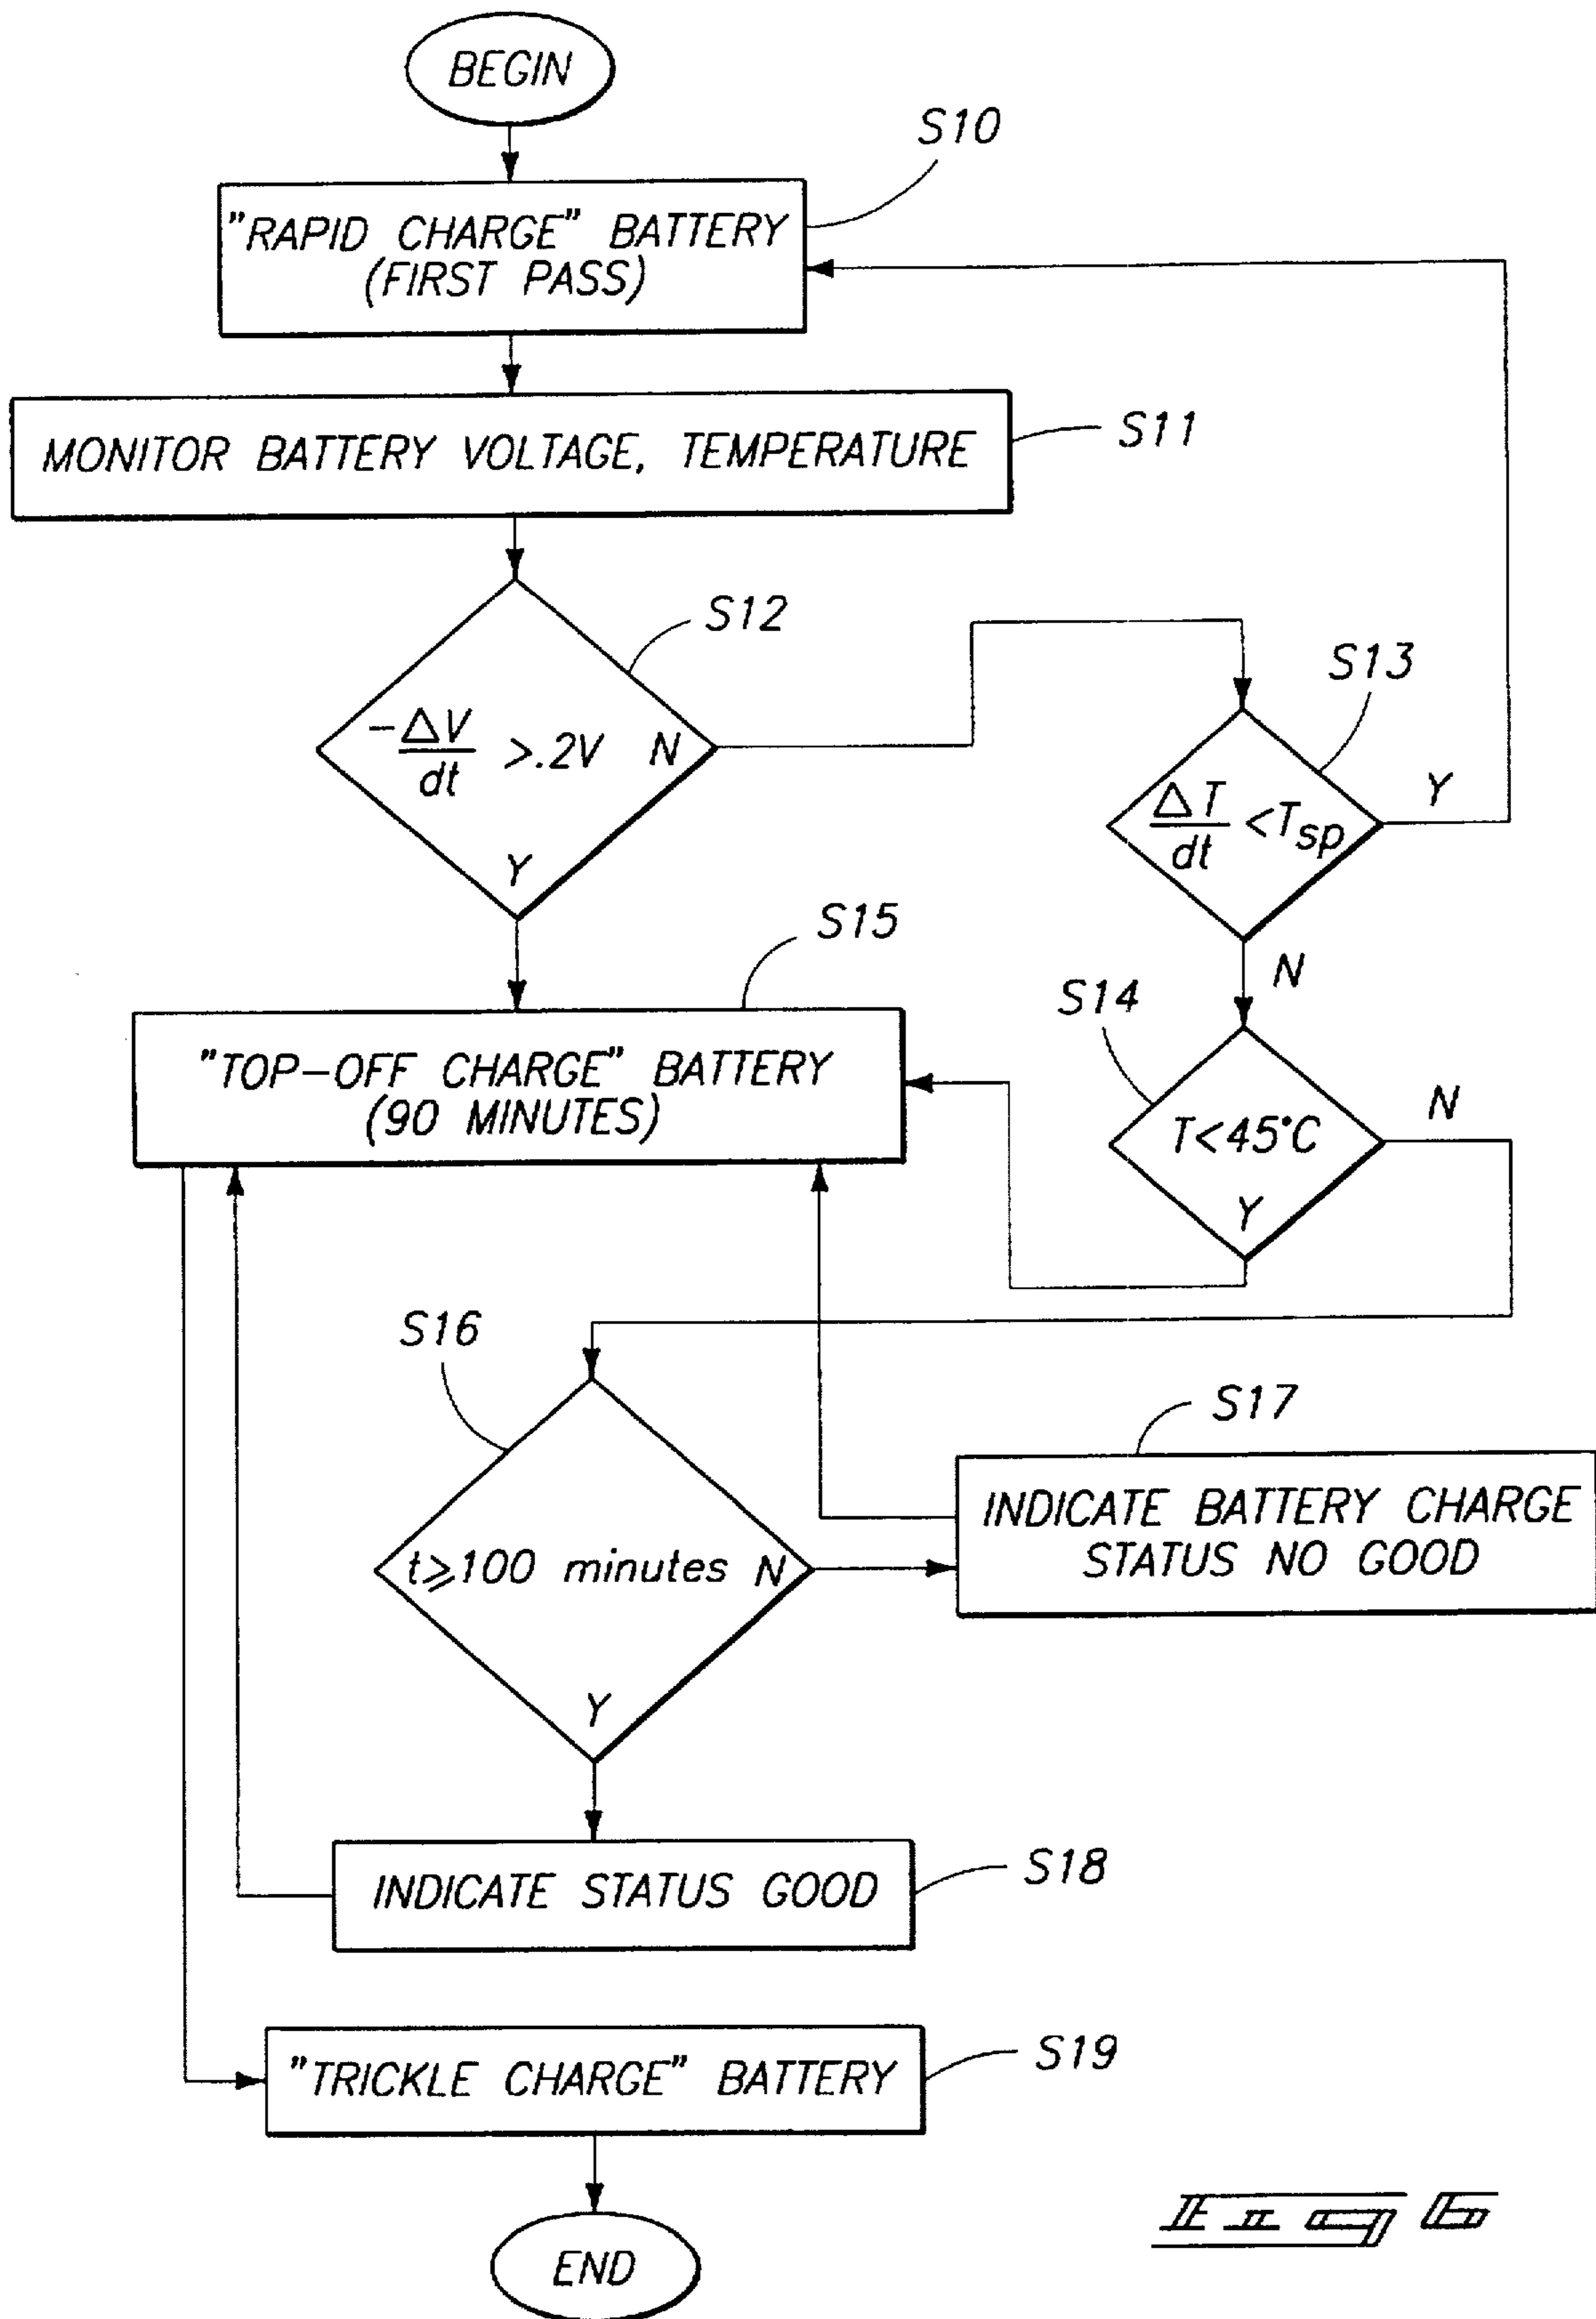 BEGIN
S10
"RAPID CHARGE" BATTERY
(FIRST PASS)
MONITOR BATTERY VOLTAGE, TEMPERATURE
S11
S12
-ΔV
dt
>.2V
N
Y
S13
ΔT
dt
<Tsp
Y
N
S15
"TOP-OFF CHARGE" BATTERY
(90 MINUTES)
S14
T<45°C
N
Y
S16
t⩾100 minutes
N
Y
S17
INDICATE BATTERY CHARGE
STATUS NO GOOD
INDICATE STATUS GOOD
S18
"TRICKLE CHARGE" BATTERY
S19
END
Fig 6